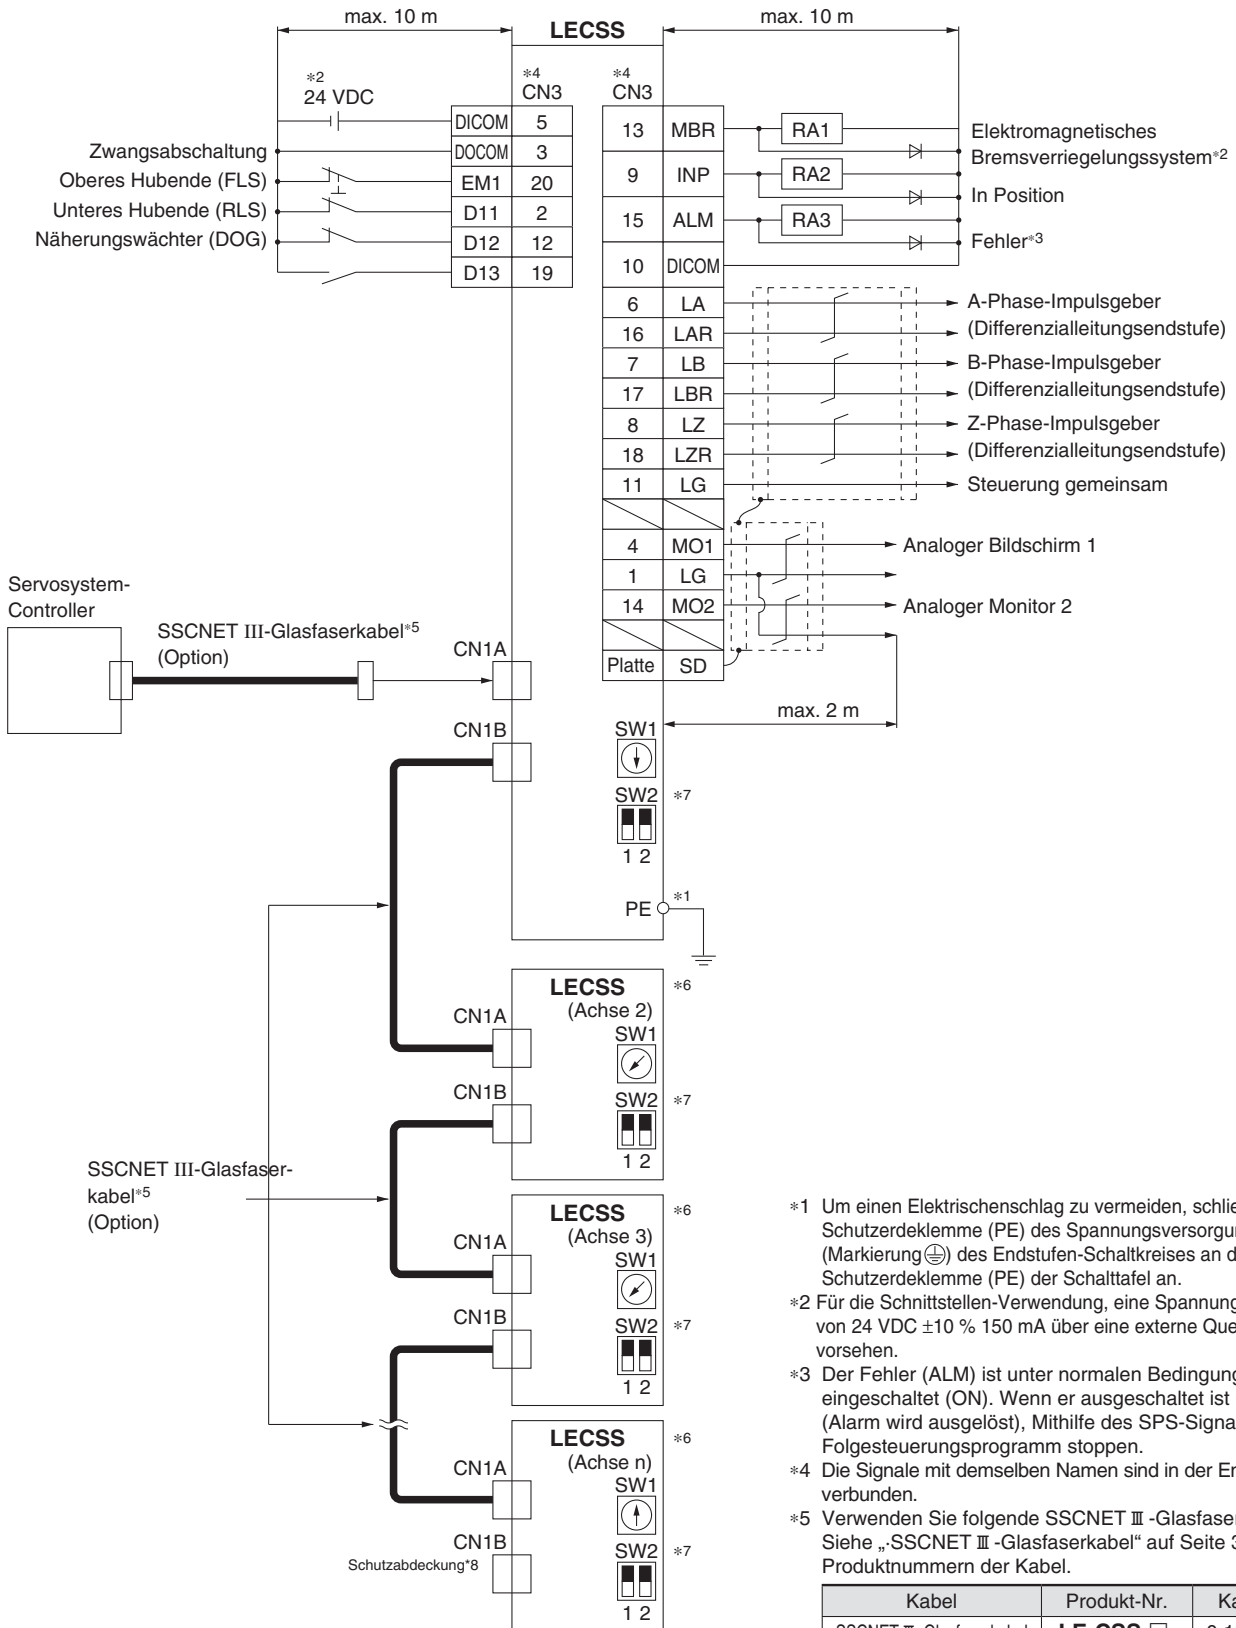 max. 10 m
LECSS
max. 10 m
*2
24 VDC
*4
CN3
*4
CN3
DICOM 5
Zwangsabschaltung DOCOM 3
Oberes Hubende (FLS) EM1 20
Unteres Hubende (RLS) D11 2
Näherungswächter (DOG) D12 12
D13 19
13 MBR RA1 Elektromagnetisches
Bremsverriegelungssystem*2
9 INP RA2
In Position
15 ALM RA3
Fehler*3
10 DICOM
6 LA A-Phase-Impulsgeber
16 LAR (Differenzialleitungsendstufe)
7 LB B-Phase-Impulsgeber
17 LBR (Differenzialleitungsendstufe)
8 LZ Z-Phase-Impulsgeber
18 LZR (Differenzialleitungsendstufe)
11 LG Steuerung gemeinsam
4 MO1 Analoger Bildschirm 1
1 LG
14 MO2 Analoger Monitor 2
Platte SD
max. 2 m
Servosystem-
Controller
SSCNET III-Glasfaserkabel*5
(Option)
CN1A
CN1B
SW1
SW2 *7
1 2
PE *1
LECSS *6
(Achse 2)
CN1A
SW1
CN1B
SW2 *7
1 2
SSCNET III-Glasfaser-
kabel*5
(Option)
LECSS *6
(Achse 3)
CN1A
SW1
CN1B
SW2 *7
1 2
LECSS *6
(Achse n)
CN1A
SW1
CN1B
Schutzabdeckung*8
SW2 *7
1 2
*1 Um einen Elektrischenschlag zu vermeiden, schlie
Schutzerdeklemme (PE) des Spannungsversorgu
(Markierung ) des Endstufen-Schaltkreises an d
Schutzerdeklemme (PE) der Schalttafel an.
*2 Für die Schnittstellen-Verwendung, eine Spannung
von 24 VDC ±10 % 150 mA über eine externe Que
vorsehen.
*3 Der Fehler (ALM) ist unter normalen Bedingung
eingeschaltet (ON). Wenn er ausgeschaltet ist
(Alarm wird ausgelöst), Mithilfe des SPS-Signa
Folgesteuerungsprogramm stoppen.
*4 Die Signale mit demselben Namen sind in der En
verbunden.
*5 Verwenden Sie folgende SSCNET III -Glasfaser
Siehe „·SSCNET III -Glasfaserkabel“ auf Seite 3
Produktnummern der Kabel.
Kabel Produkt-Nr. Ka